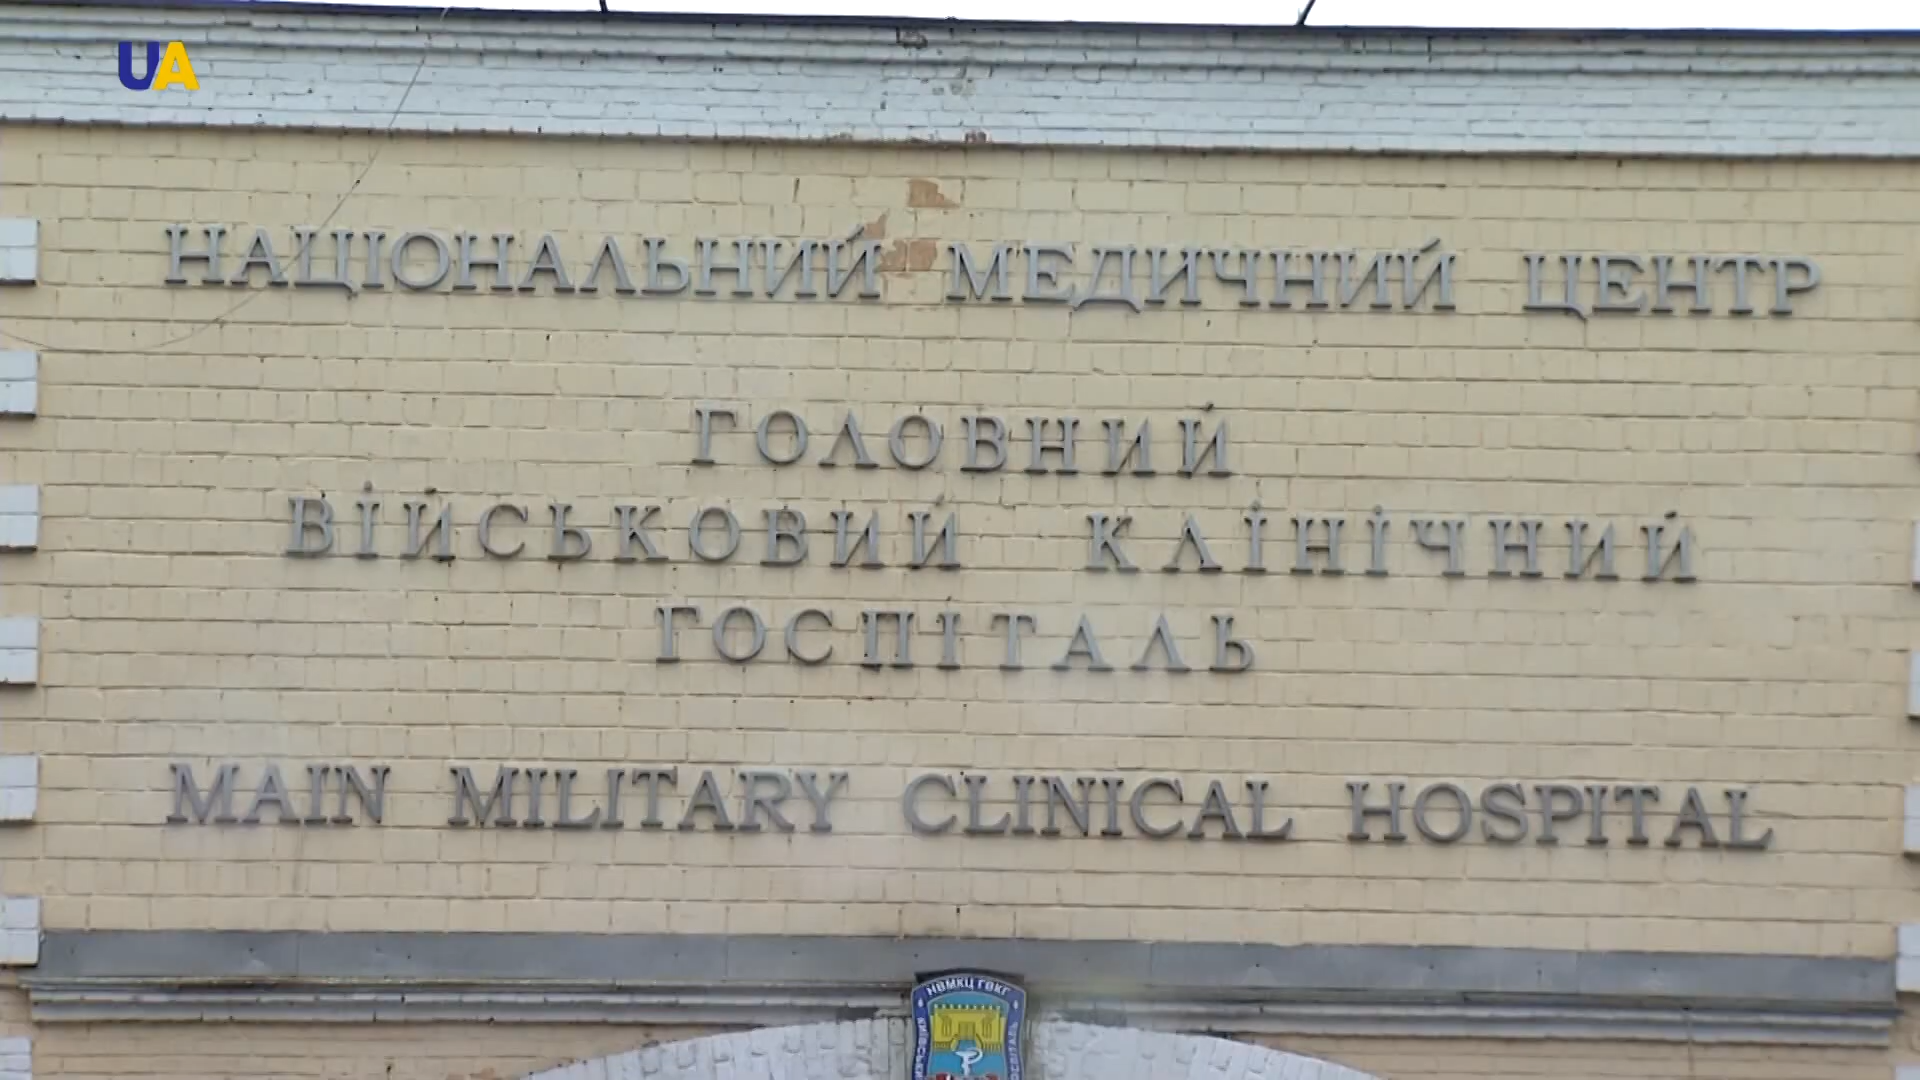 UA
НАЦІОНАЛЬНИЙ МЕДИЧНИЙ ЦЕНТР
ГОЛОВНИЙ
ВІЙСЬКОВИЙ КЛІНІЧНИЙ
ГОСПІТАЛЬ
MAIN MILITARY CLINICAL HOSPITAL
НВМКЦ ГВКГ